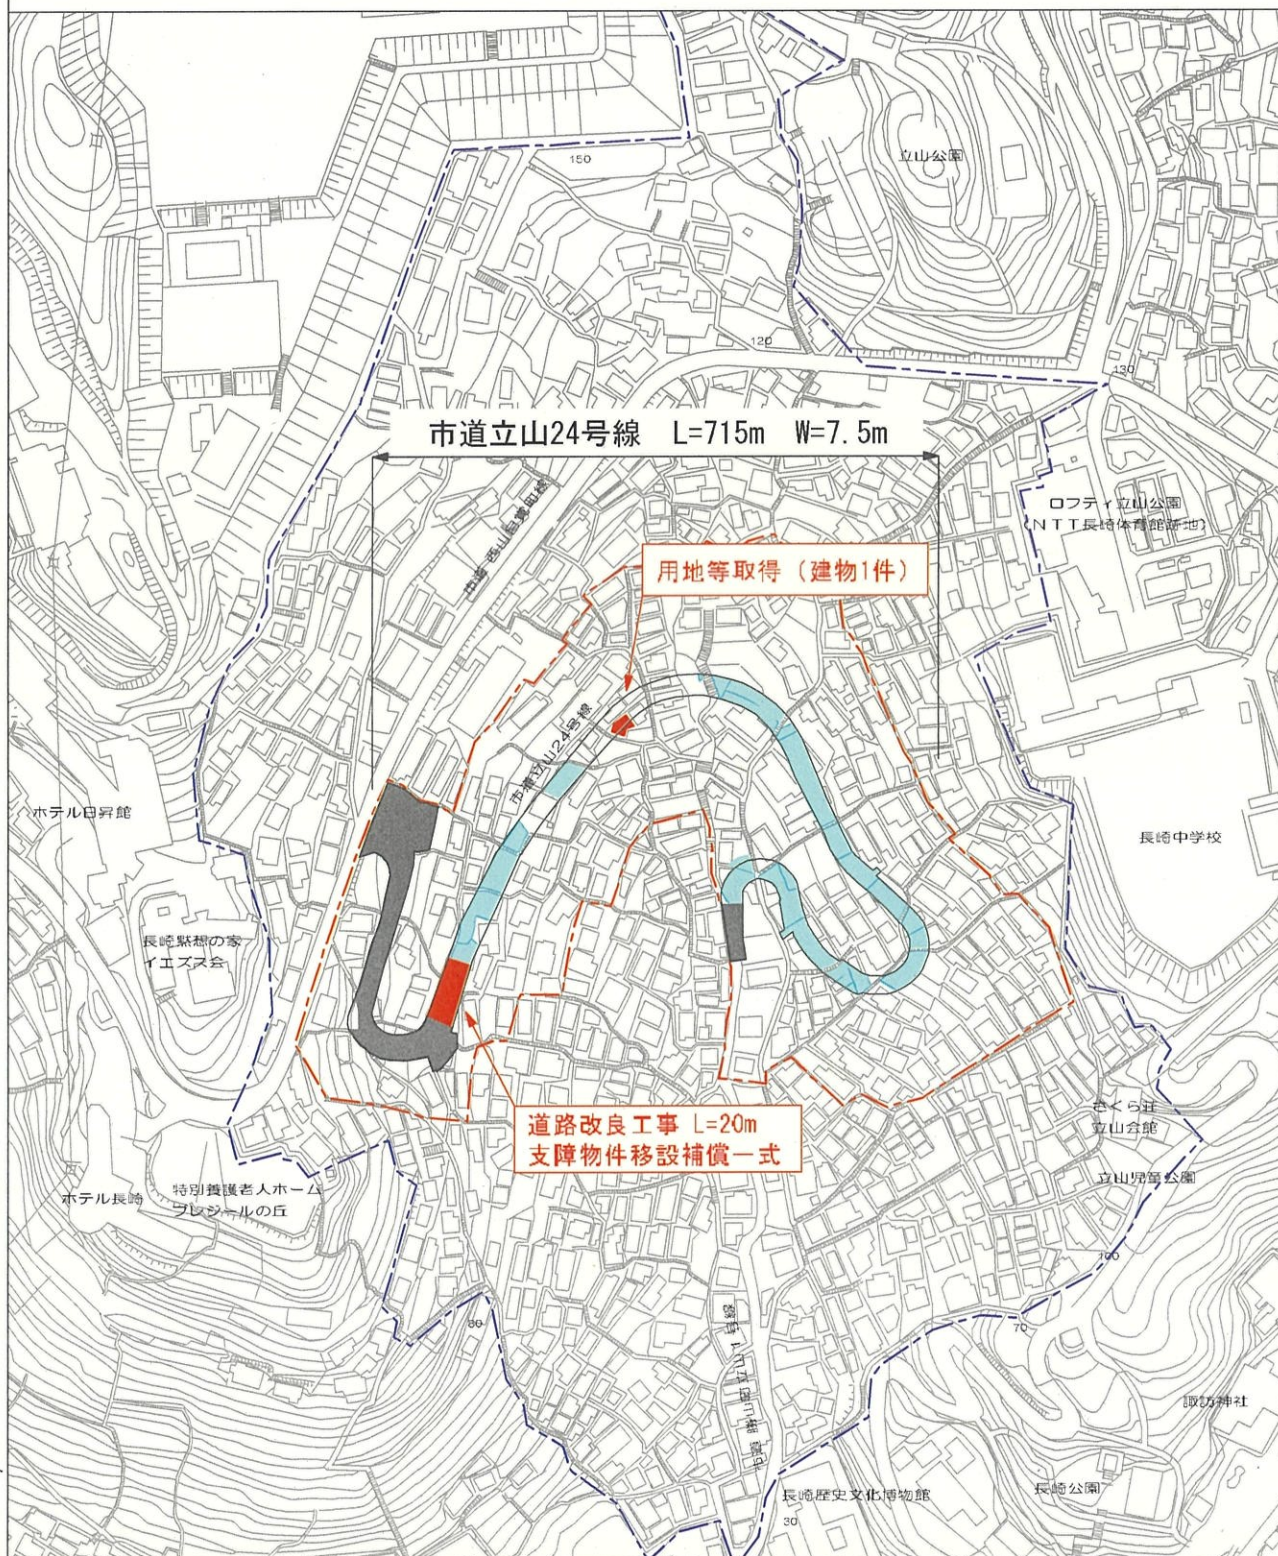 150
立山公園
120
130
市道立山24号線 L=715m W=7.5m
ロフティ立山公園
(NTT長崎体育館跡地)
用地等取得(建物1件)
市道立山24号線
ホテル日昇館
長崎中学校
長崎黙想の家
イエズス会
道路改良工事 L=20m
支障物件移設補償一式
さくら荘
立山会館
立山児童公園
ホテル長崎
特別養護老人ホーム
プレジールの丘
100
80
70
諏訪神社
長崎公園
長崎歴史文化博物館
30